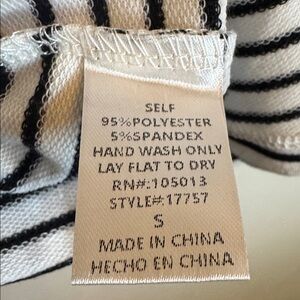 SELF
95%POLYESTER
5%SPANDEX
HAND WASH ONLY
LAY FLAT TO DRY
RN#:105013
STYLE#:17757
S
MADE IN CHINA
HECHO EN CHINA